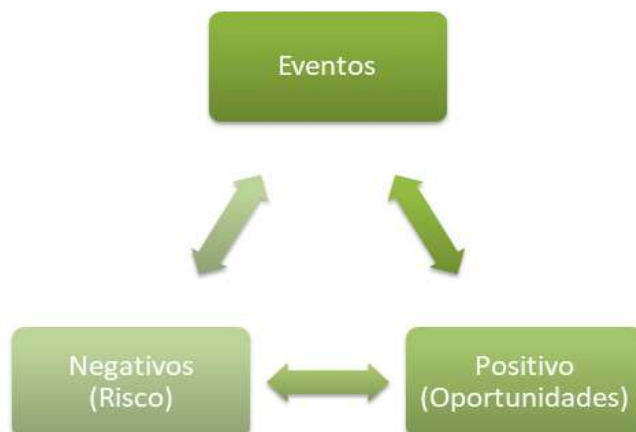 Eventos
Negativos
(Risco)
Positivo
(Oportunidades)